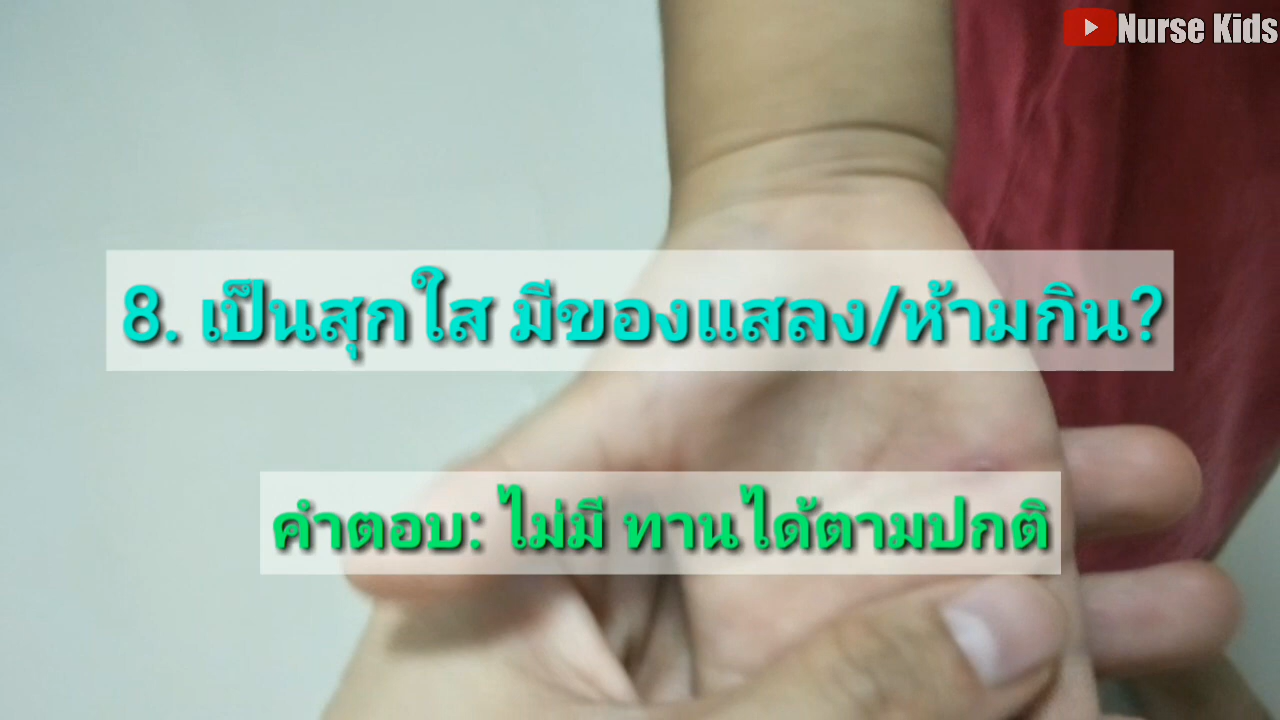 Nurse Kids
8. เป็นสุกใส มีของแสลง/ห้ามกิน?
คำตอบ: ไม่มี ทานได้ตามปกติ